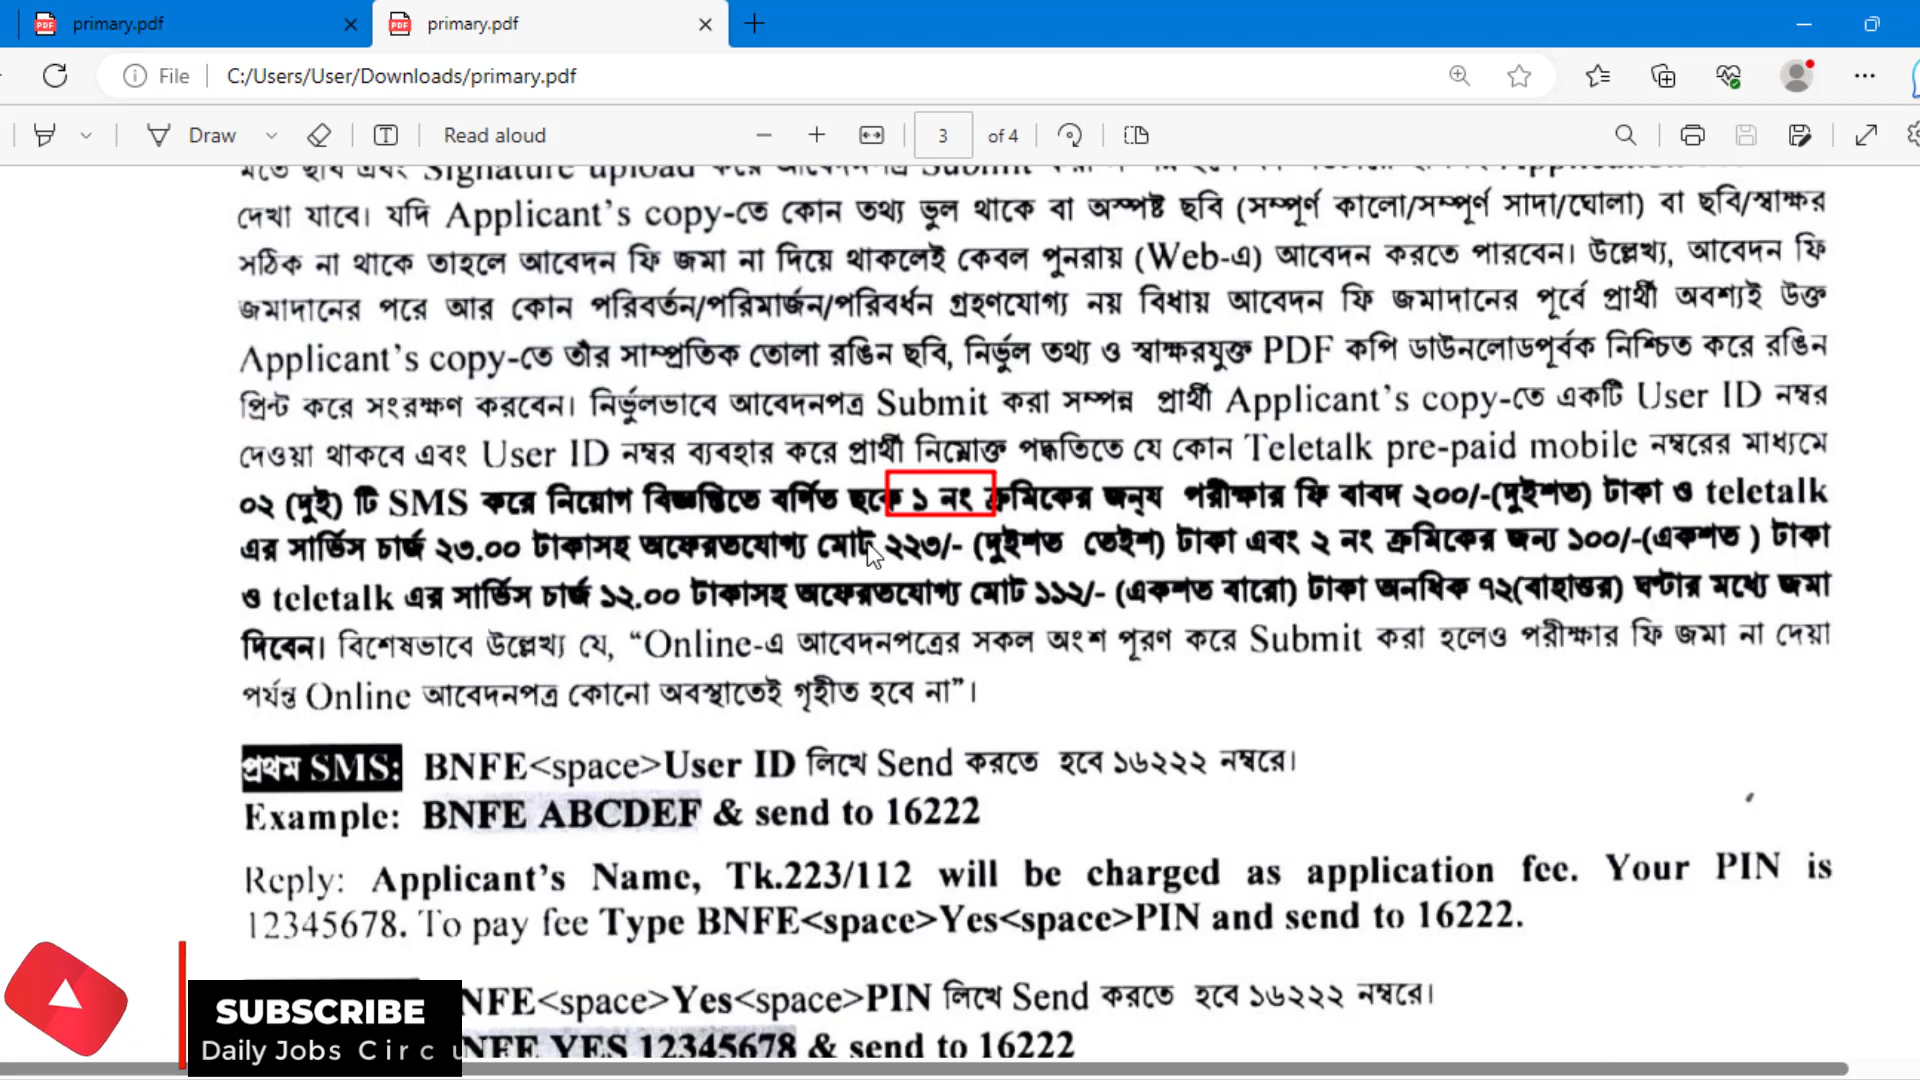 primary.pdf
primary.pdf
File
C:/Users/User/Downloads/primary.pdf
Draw
Read aloud
3
of 4
Signature upload করে
দেখা যাবে। যদি Applicant's copy-তে কোন তথ্য ভুল থাকে বা অস্পষ্ট ছবি (সম্পূর্ণ কালো/সম্পূর্ণ সাদা/ঘোলা) বা ছবি/স্বাক্ষর
সঠিক না থাকে তাহলে আবেদন ফি জমা না দিয়ে থাকলেই কেবল পুনরায় (Web-এ) আবেদন করতে পারবেন। উল্লেখ্য, আবেদন ফি
জমাদানের পরে আর কোন পরিবর্তন/পরিমার্জন/পরিবর্ধন গ্রহণযোগ্য নয় বিধায় আবেদন ফি জমাদানের পূর্বে প্রার্থী অবশ্যই উক্ত
Applicant's copy-তে তাঁর সাম্প্রতিক তোলা রঙিন ছবি, নির্ভুল তথ্য ও স্বাক্ষরযুক্ত PDF কপি ডাউনলোডপূর্বক নিশ্চিত করে রঙিন
প্রিন্ট করে সংরক্ষণ করবেন। নির্ভুলভাবে আবেদনপত্র Submit করা সম্পন্ন প্রার্থী Applicant's copy-তে একটি User ID নম্বর
দেওয়া থাকবে এবং User ID নম্বর ব্যবহার করে প্রার্থী নিম্নোক্ত পদ্ধতিতে যে কোন Teletalk pre-paid mobile নম্বরের মাধ্যমে
০২ (দুই) টি SMS করে নিয়োগ বিজ্ঞপ্তিতে বর্ণিত ছকে ১ নং ক্রমিকের জন্য পরীক্ষার ফি বাবদ ২০০/-(দুইশত) টাকা ও teletalk
এর সার্ভিস চার্জ ২৩.০০ টাকাসহ অফেরতযোগ্য মোট ২২৩/- (দুইশত তেইশ) টাকা এবং ২ নং ক্রমিকের জন্য ১০০/-(একশত ) টাকা
ও teletalk এর সার্ভিস চার্জ ১২.০০ টাকাসহ অফেরতযোগ্য মোট ১১২/- (একশত বারো) টাকা অনধিক ৭২(বাহাত্তর) ঘণ্টার মধ্যে জমা
দিবেন। বিশেষভাবে উল্লেখ্য যে, “Online-এ আবেদনপত্রের সকল অংশ পূরণ করে Submit করা হলেও পরীক্ষার ফি জমা না দেয়া
পর্যন্ত Online আবেদনপত্র কোনো অবস্থাতেই গৃহীত হবে না”।
প্রথম SMS: BNFE<space>User ID লিখে Send করতে হবে ১৬২২২ নম্বরে।
Example: BNFE ABCDEF & send to 16222
Reply: Applicant's Name, Tk.223/112 will be charged as application fee. Your PIN is
12345678. To pay fee Type BNFE<space>Yes<space>PIN and send to 16222.
NFE<space>Yes<space>PIN লিখে Send করতে হবে ১৬২২২ নম্বরে।
NFE YES 12345678 & send to 16222
SUBSCRIBE
Daily Jobs Circu